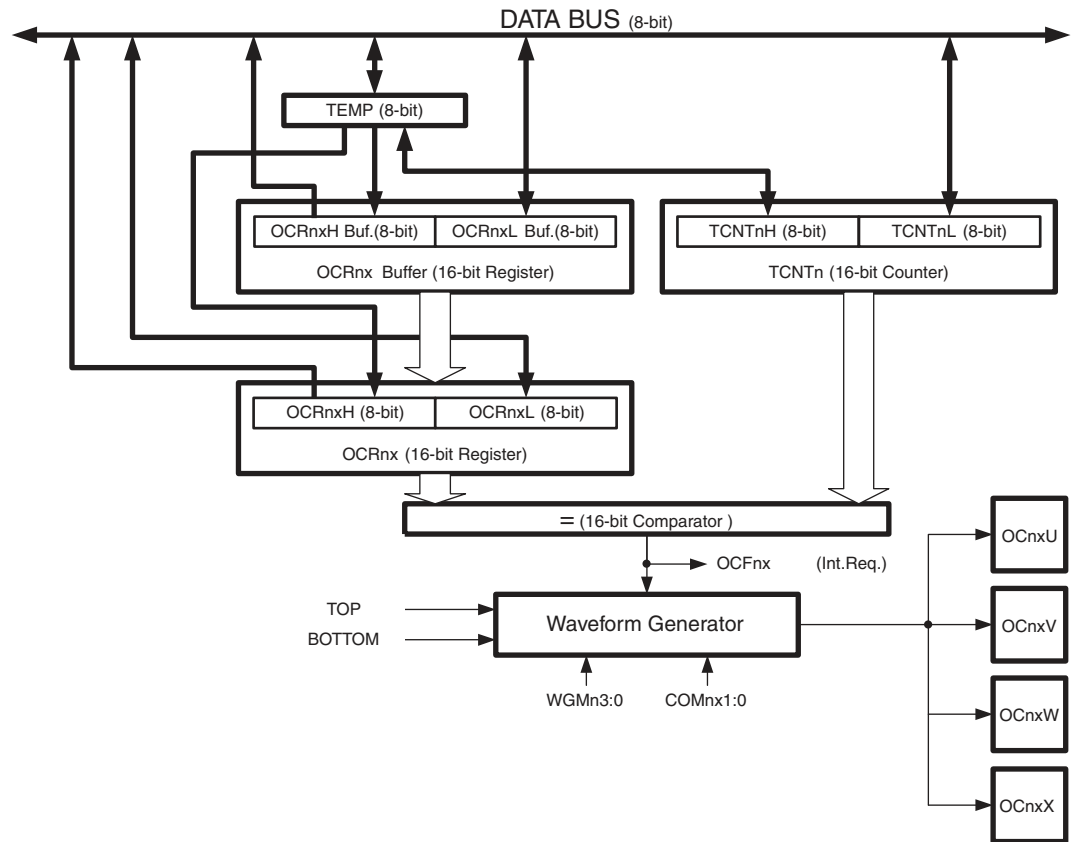 DATA BUS (8-bit)
TEMP (8-bit)
OCRnxH Buf.(8-bit) OCRnxL Buf.(8-bit)
OCRnx Buffer (16-bit Register)
TCNTnH (8-bit) TCNTnL (8-bit)
TCNTn (16-bit Counter)
OCRnxH (8-bit) OCRnxL (8-bit)
OCRnx (16-bit Register)
= (16-bit Comparator )
OCFnx (Int.Req.)
TOP
BOTTOM
Waveform Generator
WGMn3:0 COMnx1:0
OCnxU
OCnxV
OCnxW
OCnxX